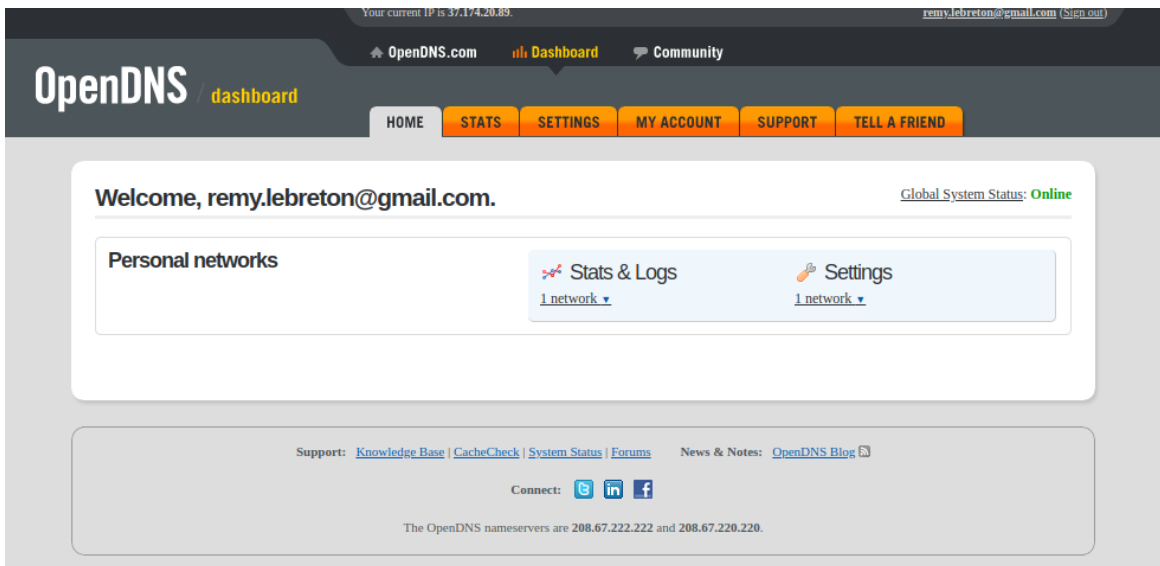 Your current IP is 37.174.20.89.
remy.lebreton@gmail.com (Sign out)
OpenDNS.com Dashboard Community
OpenDNS / dashboard
HOME STATS SETTINGS MY ACCOUNT SUPPORT TELL A FRIEND
Welcome, remy.lebreton@gmail.com.
Global System Status: Online
Personal networks
Stats & Logs
1 network ▼
Settings
1 network ▼
Support: Knowledge Base | CacheCheck | System Status | Forums News & Notes: OpenDNS Blog
Connect:
The OpenDNS nameservers are 208.67.222.222 and 208.67.220.220.